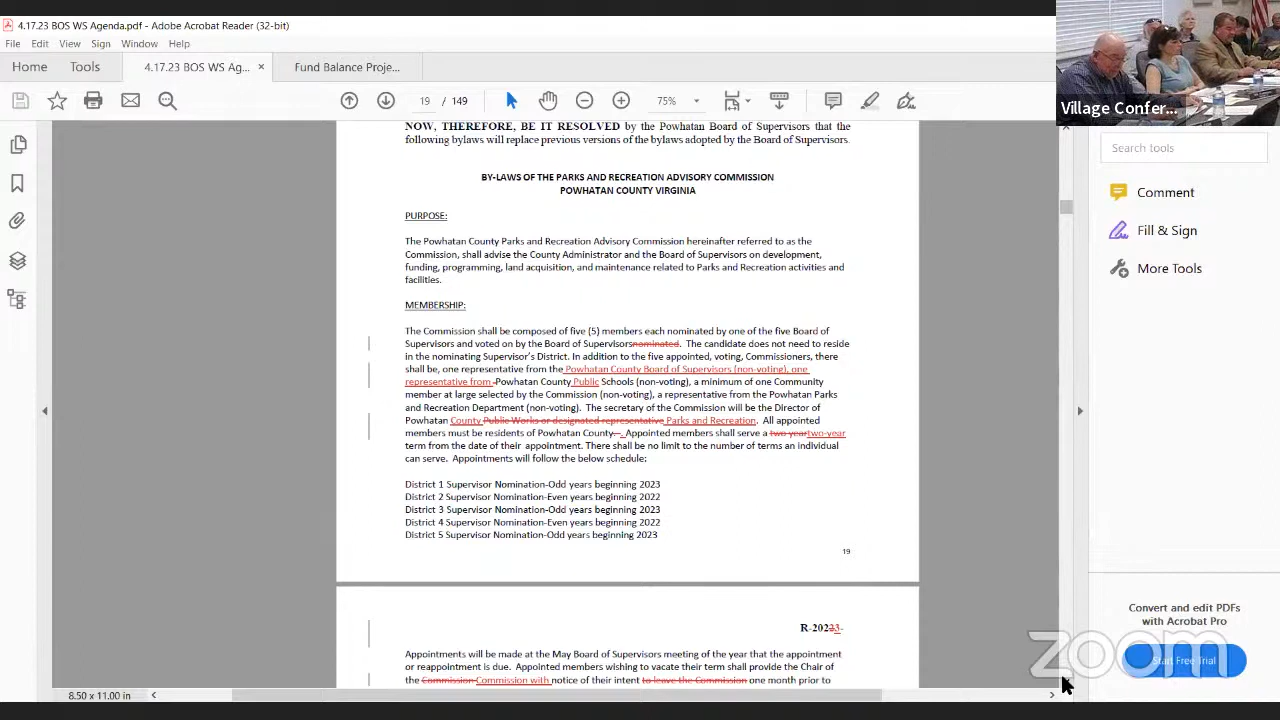 4.17.23 BOS WS Agenda.pdf - Adobe Acrobat Reader (32-bit)
File Edit View Sign Window Help
Home Tools 4.17.23 BOS WS Ag... × Fund Balance Proje...
19 / 149 75%
Village Confer...
NOW, THEREFORE, BE IT RESOLVED by the Powhatan Board of Supervisors that the
following bylaws will replace previous versions of the bylaws adopted by the Board of Supervisors.
BY-LAWS OF THE PARKS AND RECREATION ADVISORY COMMISSION
POWHATAN COUNTY VIRGINIA
PURPOSE:
The Powhatan County Parks and Recreation Advisory Commission hereinafter referred to as the
Commission, shall advise the County Administrator and the Board of Supervisors on development,
funding, programming, land acquisition, and maintenance related to Parks and Recreation activities and
facilities.
MEMBERSHIP:
The Commission shall be composed of five (5) members each nominated by one of the five Board of
Supervisors and voted on by the Board of Supervisorsnominated. The candidate does not need to reside
in the nominating Supervisor's District. In addition to the five appointed, voting, Commissioners, there
shall be, one representative from the Powhatan County Board of Supervisors (non-voting), one
representative from -Powhatan County Public Schools (non-voting), a minimum of one Community
member at large selected by the Commission (non-voting), a representative from the Powhatan Parks
and Recreation Department (non-voting). The secretary of the Commission will be the Director of
Powhatan County Public Works or designated representative Parks and Recreation. All appointed
members must be residents of Powhatan County. . Appointed members shall serve a two yeartwo-year
term from the date of their appointment. There shall be no limit to the number of terms an individual
can serve. Appointments will follow the below schedule:
District 1 Supervisor Nomination-Odd years beginning 2023
District 2 Supervisor Nomination-Even years beginning 2022
District 3 Supervisor Nomination-Odd years beginning 2023
District 4 Supervisor Nomination-Even years beginning 2022
District 5 Supervisor Nomination-Odd years beginning 2023
19
R-20223-
Appointments will be made at the May Board of Supervisors meeting of the year that the appointment
or reappointment is due. Appointed members wishing to vacate their term shall provide the Chair of
the Commission Commission with notice of their intent to leave the Commission one month prior to
8.50 x 11.00 in
Search tools
Comment
Fill & Sign
More Tools
Convert and edit PDFs
with Acrobat Pro
Start Free Trial
zoom